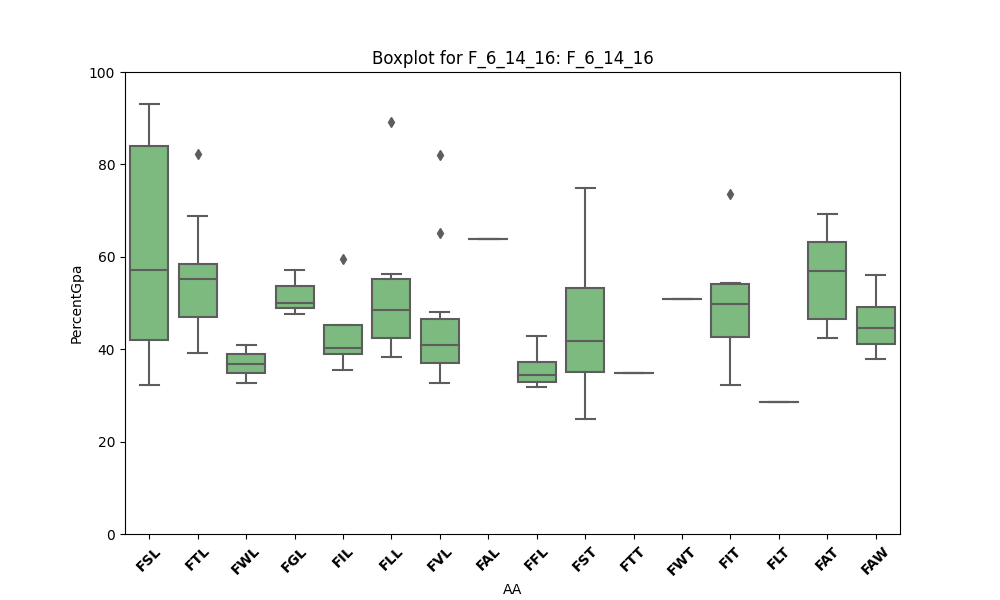 Boxplot for F_6_14_16: F_6_14_16
PercentGpa
100
80
60
40
20
0
FSL FTL FWL FGL FIL FLL FVL FAL FFL FST FTT FWT FIT FLT FAT FAW
AA